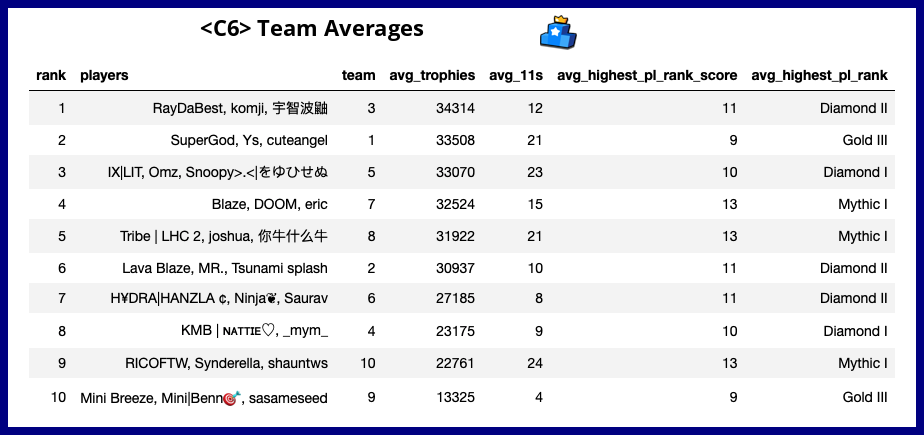 <C6> Team Averages
rank players team avg_trophies avg_11s avg_highest_pl_rank_score avg_highest_pl_rank
1 RayDaBest, komji, 宇智波鼬 3 34314 12 11 Diamond II
2 SuperGod, Ys, cuteangel 1 33508 21 9 Gold III
3 IX|LIT, Omz, Snoopy>.<|をゆひせぬ 5 33070 23 10 Diamond I
4 Blaze, DOOM, eric 7 32524 15 13 Mythic I
5 Tribe | LHC 2, joshua, 你牛什么牛 8 31922 21 13 Mythic I
6 Lava Blaze, MR., Tsunami splash 2 30937 10 11 Diamond II
7 H¥DRA|HANZLA ¢, Ninja❦, Saurav 6 27185 8 11 Diamond II
8 KMB | ɴᴀᴛᴛɪᴇ♡, _mym_ 4 23175 9 10 Diamond I
9 RICOFTW, Synderella, shauntws 10 22761 24 13 Mythic I
10 Mini Breeze, Mini|Benn🎯, sasameseed 9 13325 4 9 Gold III